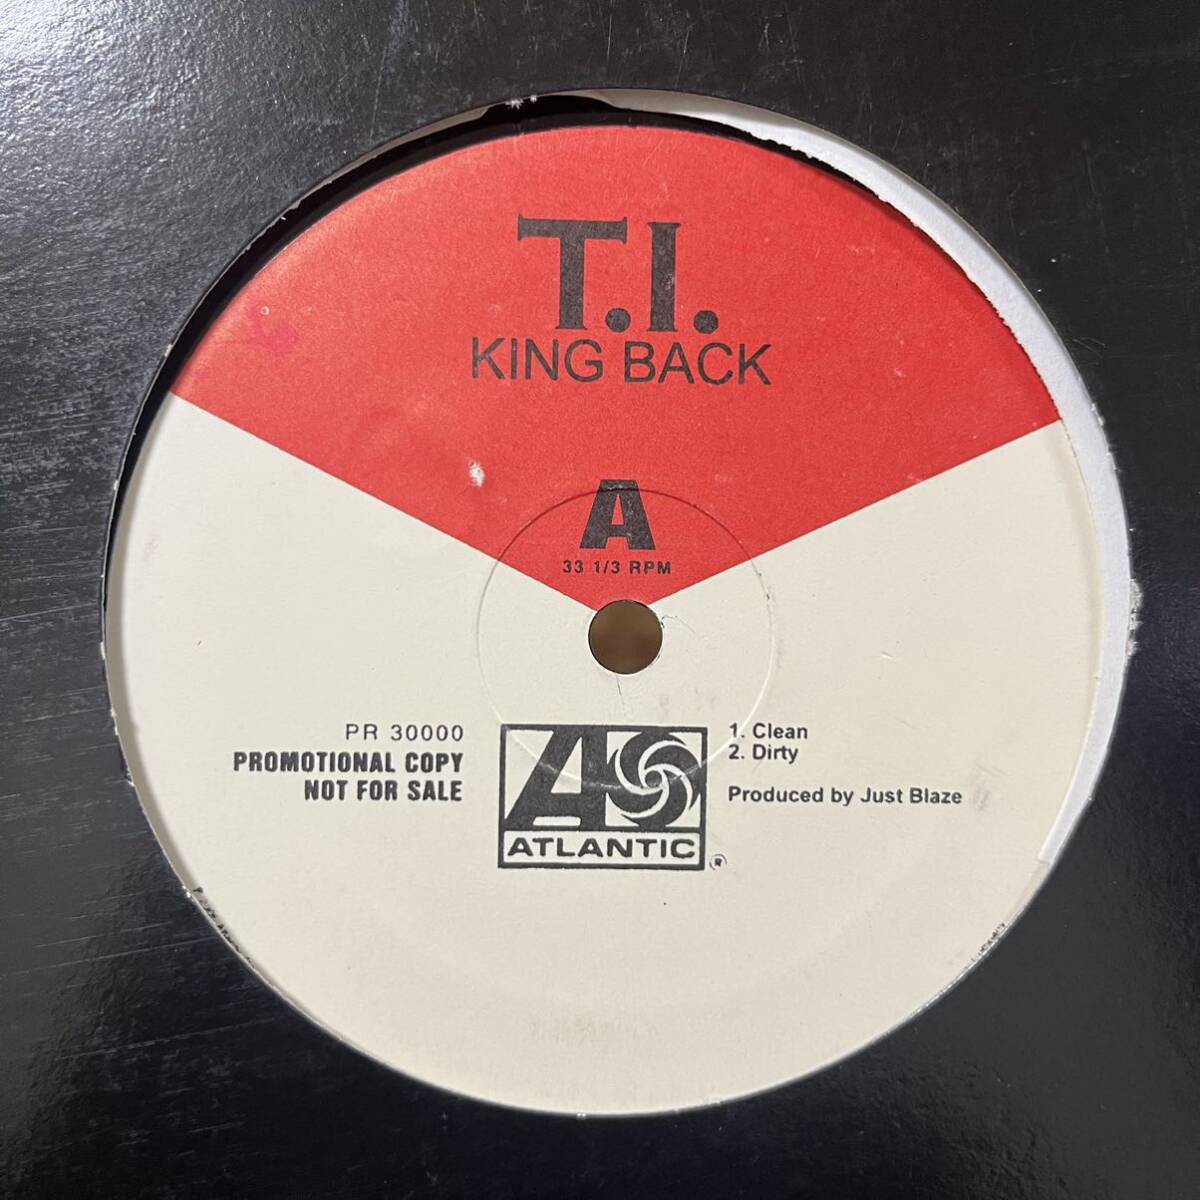 T.I.
KING BACK
A
33 1/3 RPM
PR 30000
PROMOTIONAL COPY
NOT FOR SALE
ATLANTIC
®
1. Clean
2. Dirty
Produced by Just Blaze